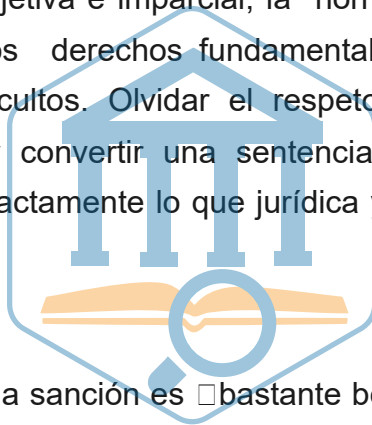 jetiva e imparcial, la
os derechos fundamental
cultos. Olvidar el respeto
convertir una sentencia
actamente lo que jurídica
a sanción es □bastante